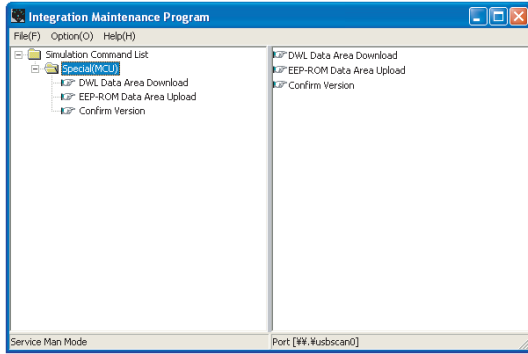 Integration Maintenance Program
File(F) Option(O) Help(H)
Simulation Command List
Special(MCU)
DWL Data Area Download
EEP-ROM Data Area Upload
Confirm Version
DWL Data Area Download
EEP-ROM Data Area Upload
Confirm Version
Service Man Mode
Port [¥¥.¥usbscan0]